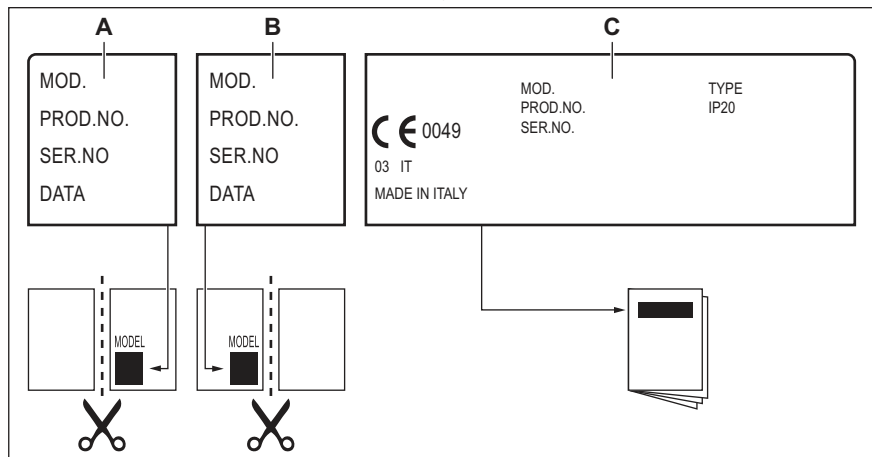 A
B
C
MOD.
PROD.NO.
SER.NO
DATA
MOD.
PROD.NO.
SER.NO
DATA
CE 0049
03 IT
MADE IN ITALY
MOD.
PROD.NO.
SER.NO.
TYPE
IP20
MODEL
MODEL